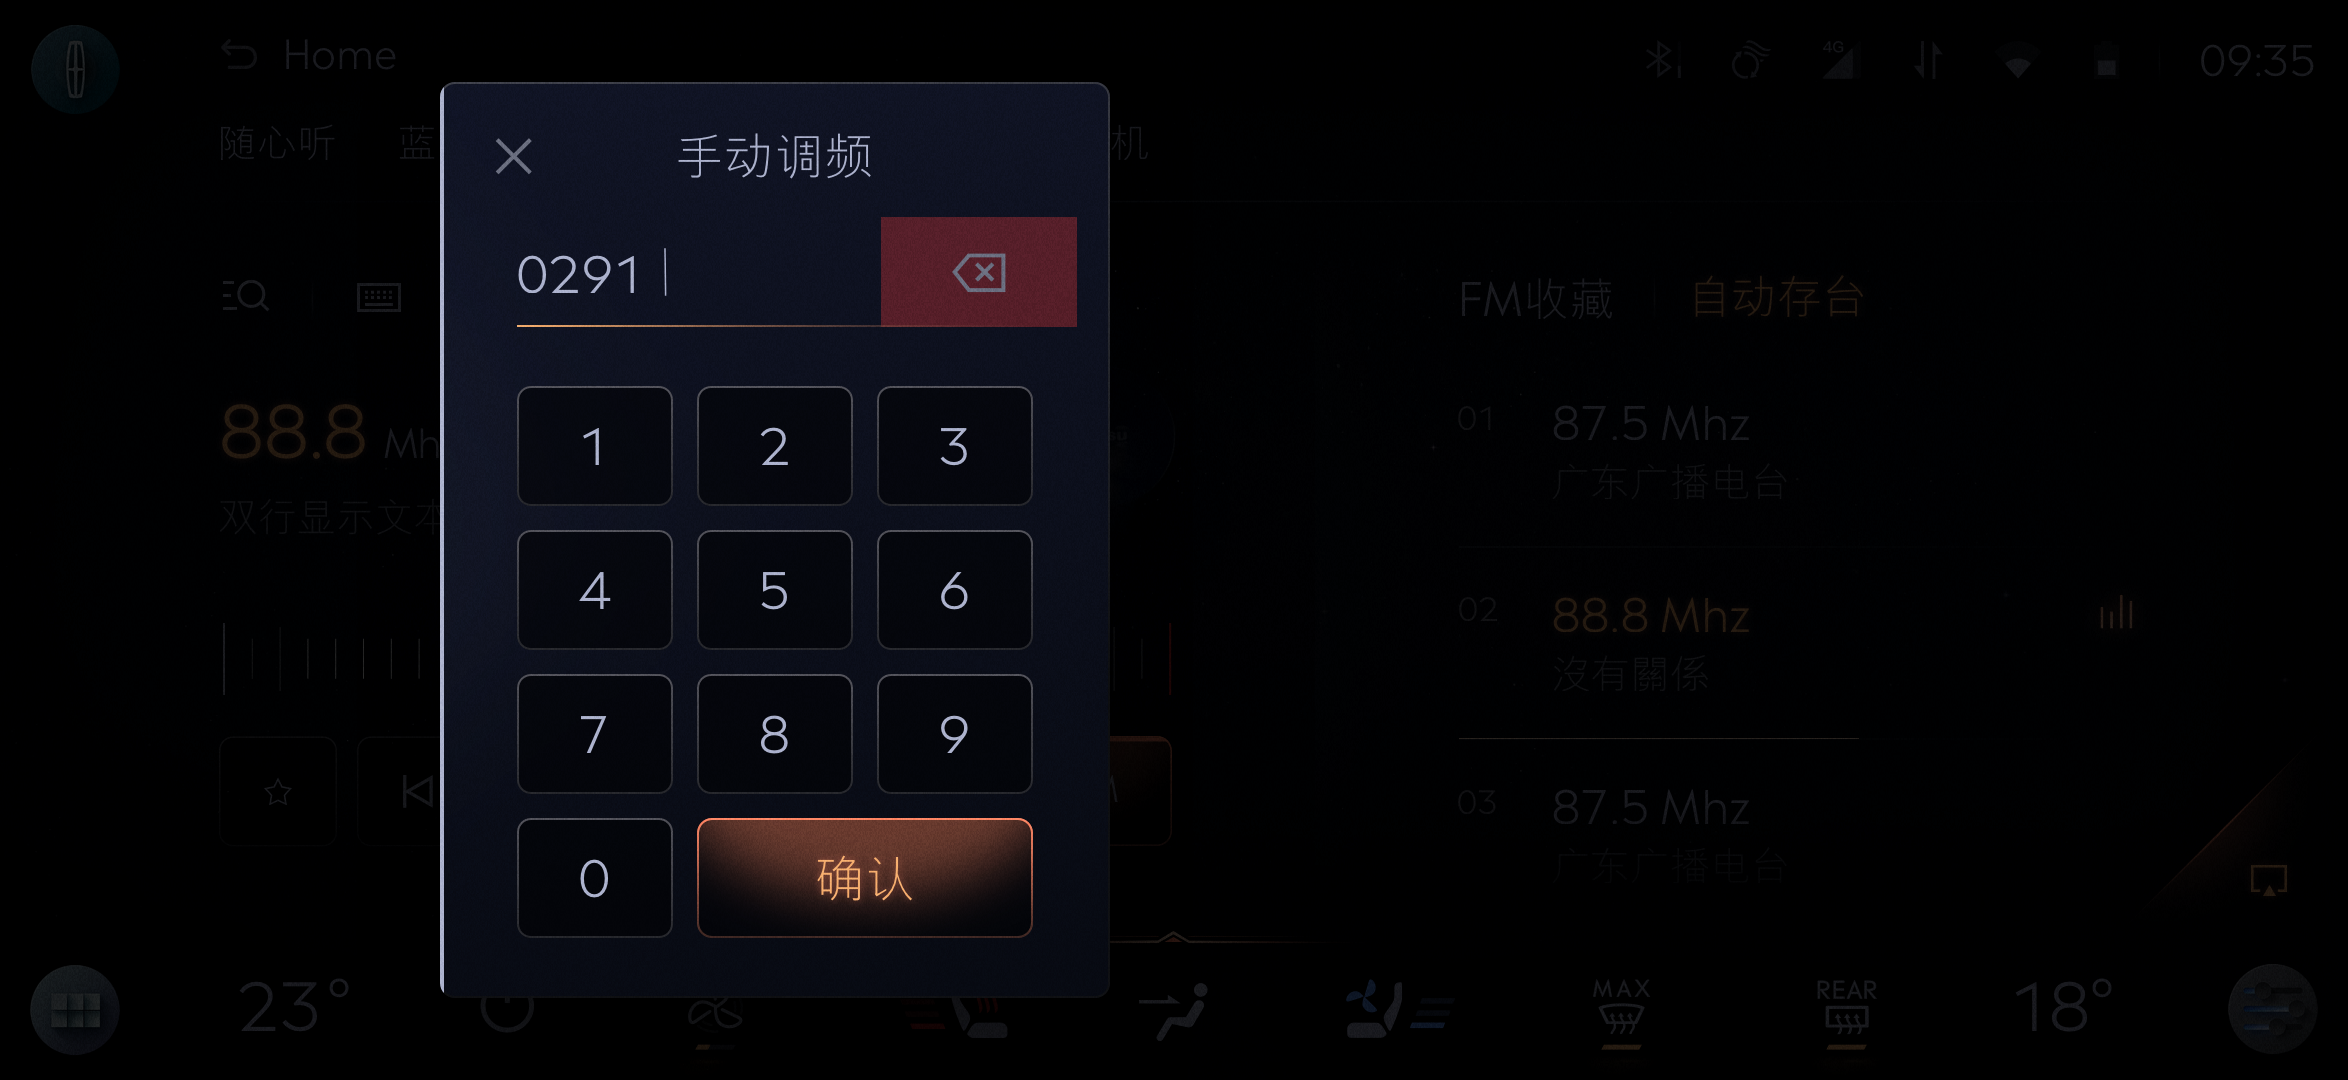 Home
4G
09:35
随心听
蓝
机
手动调频
0291
FM收藏
自动存台
1
2
3
4
5
6
7
8
9
0
确认
88.8 Mh
双行显示文本
01
87.5 Mhz
广东广播电台
02
88.8 Mhz
沒有關係
03
87.5 Mhz
广东广播电台
23°
MAX
REAR
18°